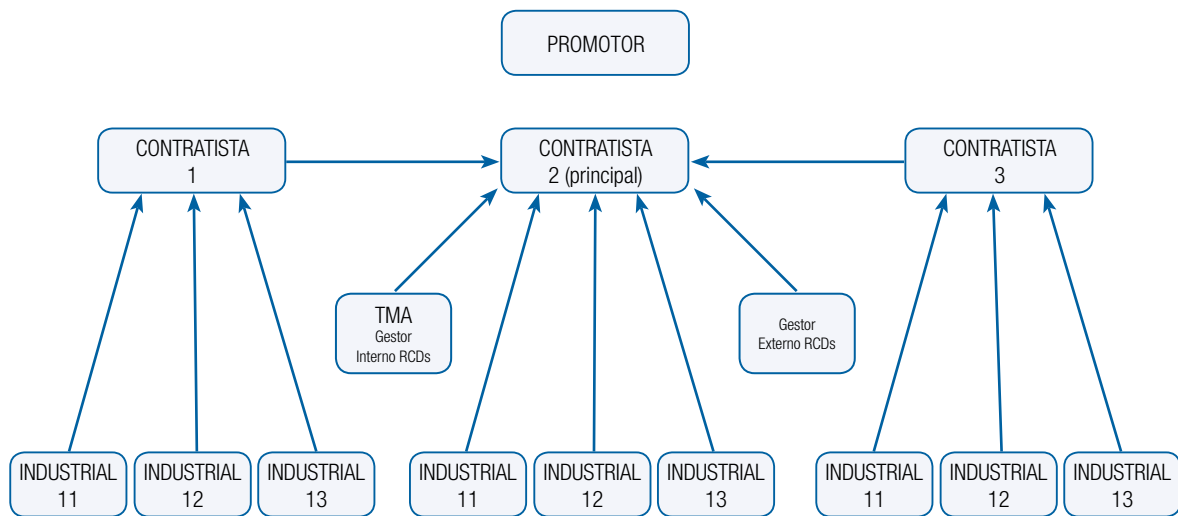 PROMOTOR
CONTRATISTA
1
CONTRATISTA
2 (principal)
CONTRATISTA
3
TMA
Gestor
Interno RCDs
Gestor
Externo RCDs
INDUSTRIAL
11
INDUSTRIAL
12
INDUSTRIAL
13
INDUSTRIAL
11
INDUSTRIAL
12
INDUSTRIAL
13
INDUSTRIAL
11
INDUSTRIAL
12
INDUSTRIAL
13